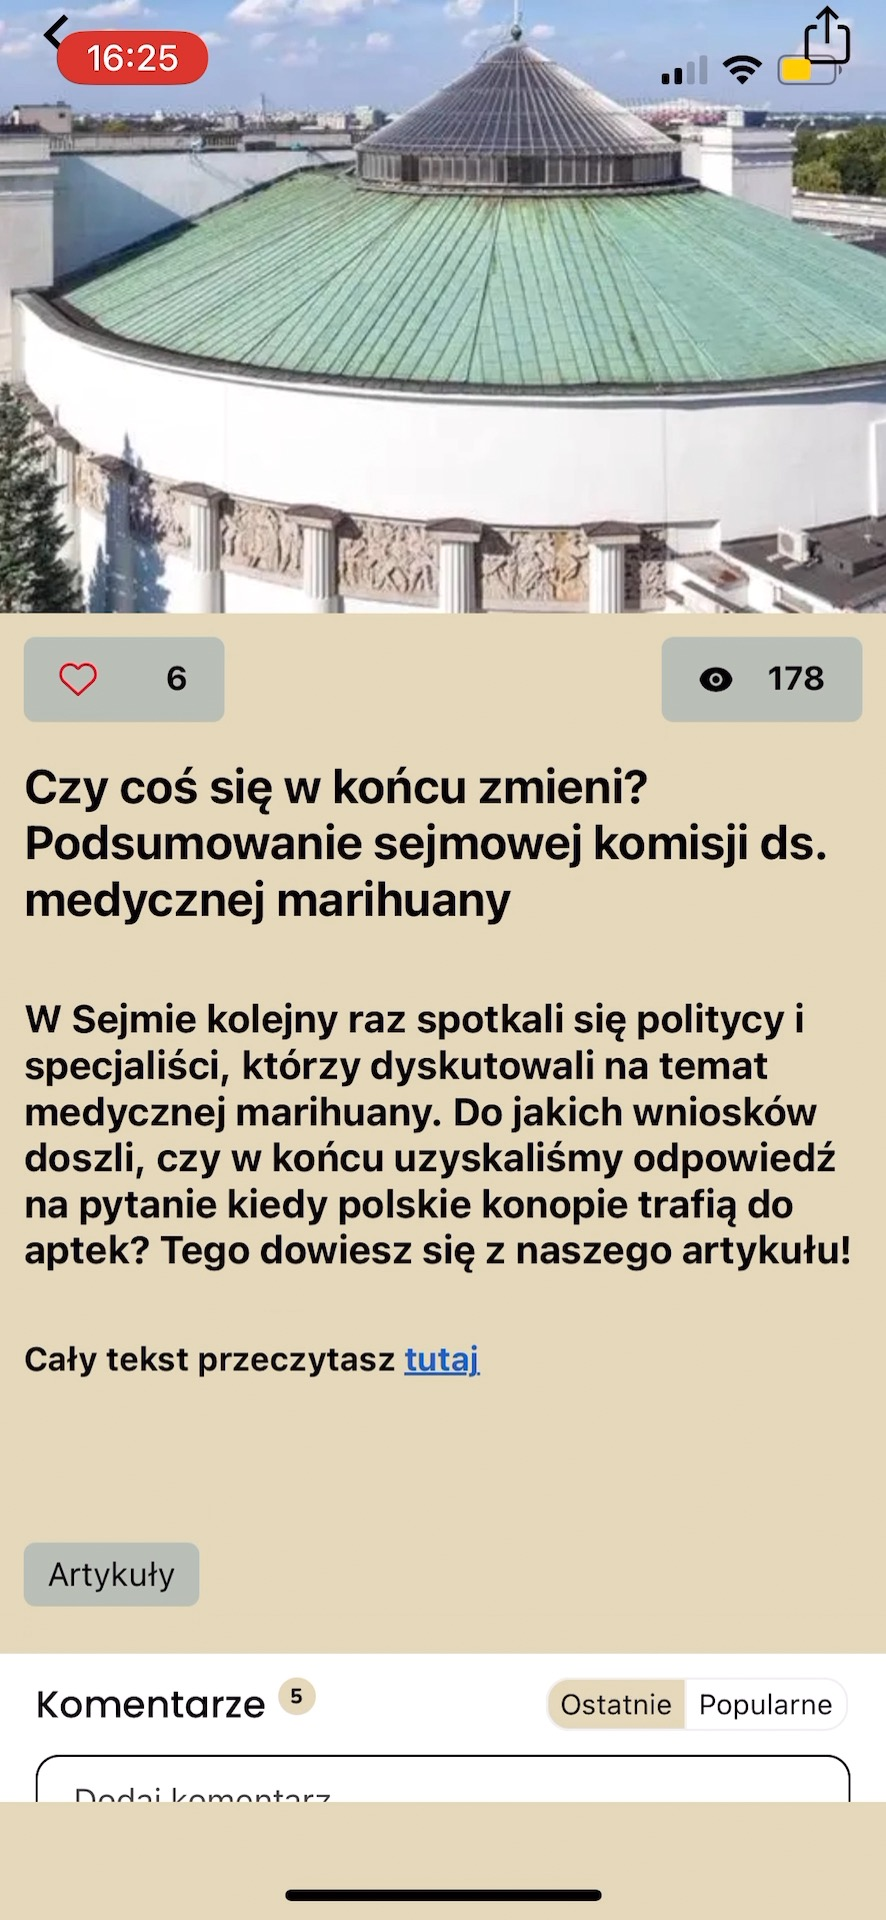 16:25
6
178
Czy coś się w końcu zmieni?
Podsumowanie sejmowej komisji ds.
medycznej marihuany
W Sejmie kolejny raz spotkali się politycy i
specjaliści, którzy dyskutowali na temat
medycznej marihuany. Do jakich wniosków
doszli, czy w końcu uzyskaliśmy odpowiedź
na pytanie kiedy polskie konopie trafią do
aptek? Tego dowiesz się z naszego artykułu!
Cały tekst przeczytasz tutaj
Artykuły
Komentarze 5
Ostatnie Popularne
Dodaj komentarz